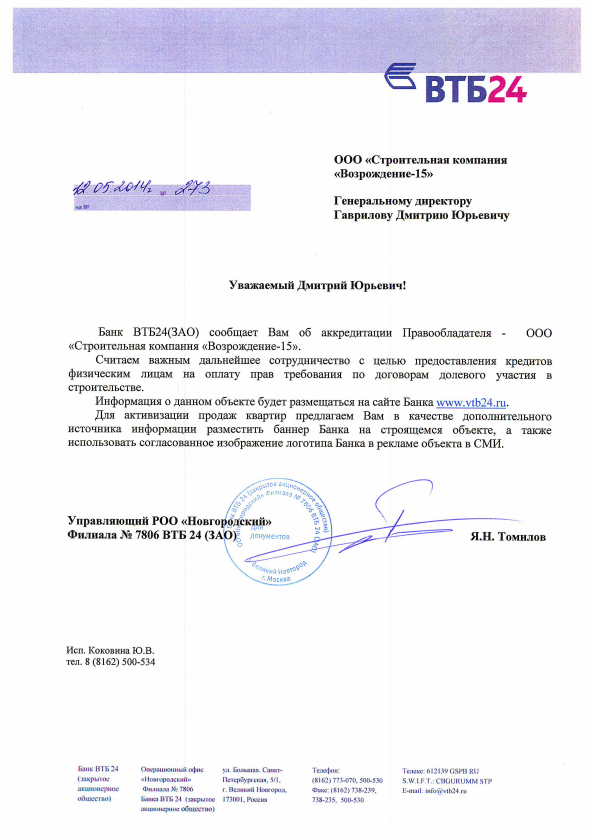 ВТБ24
ООО «Строительная компания
«Возрождение-15»
12.05.2014г. № 273
на №
Генеральному директору
Гаврилову Дмитрию Юрьевичу
Уважаемый Дмитрий Юрьевич!
Банк ВТБ24(ЗАО) сообщает Вам об аккредитации Правообладателя - ООО
«Строительная компания «Возрождение-15».
Считаем важным дальнейшее сотрудничество с целью предоставления кредитов
физическим лицам на оплату прав требования по договорам долевого участия в
строительстве.
Информация о данном объекте будет размещаться на сайте Банка www.vtb24.ru.
Для активизации продаж квартир предлагаем Вам в качестве дополнительного
источника информации разместить баннер Банка на строящемся объекте, а также
использовать согласованное изображение логотипа Банка в рекламе объекта в СМИ.
Управляющий РОО «Новгородский»
Филиала № 7806 ВТБ 24 (ЗАО)
Я.Н. Томилов
Банк ВТБ 24 (закрытое акционерное общество)
«Новгородский» Филиала № 7806 ВТБ 24 (ЗАО)
для
документов
Великий Новгород
г. Москва
Исп. Коковина Ю.В.
тел. 8 (8162) 500-534
Банк ВТБ 24
(закрытое
акционерное
общество)
Операционный офис
«Новгородский»
Филиала № 7806
Банка ВТБ 24 (закрытое
акционерное общество)
ул. Большая. Санкт-
Петербургская, 5/1,
г. Великий Новгород,
173001, Россия
Телефон:
(8162) 773-070, 500-530
Факс: (8162) 738-239,
738-235, 500-530
Телекс: 612139 GSPB RU
S.W.I.F.T.: CBGURUMM STP
E-mail: info@vtb24.ru